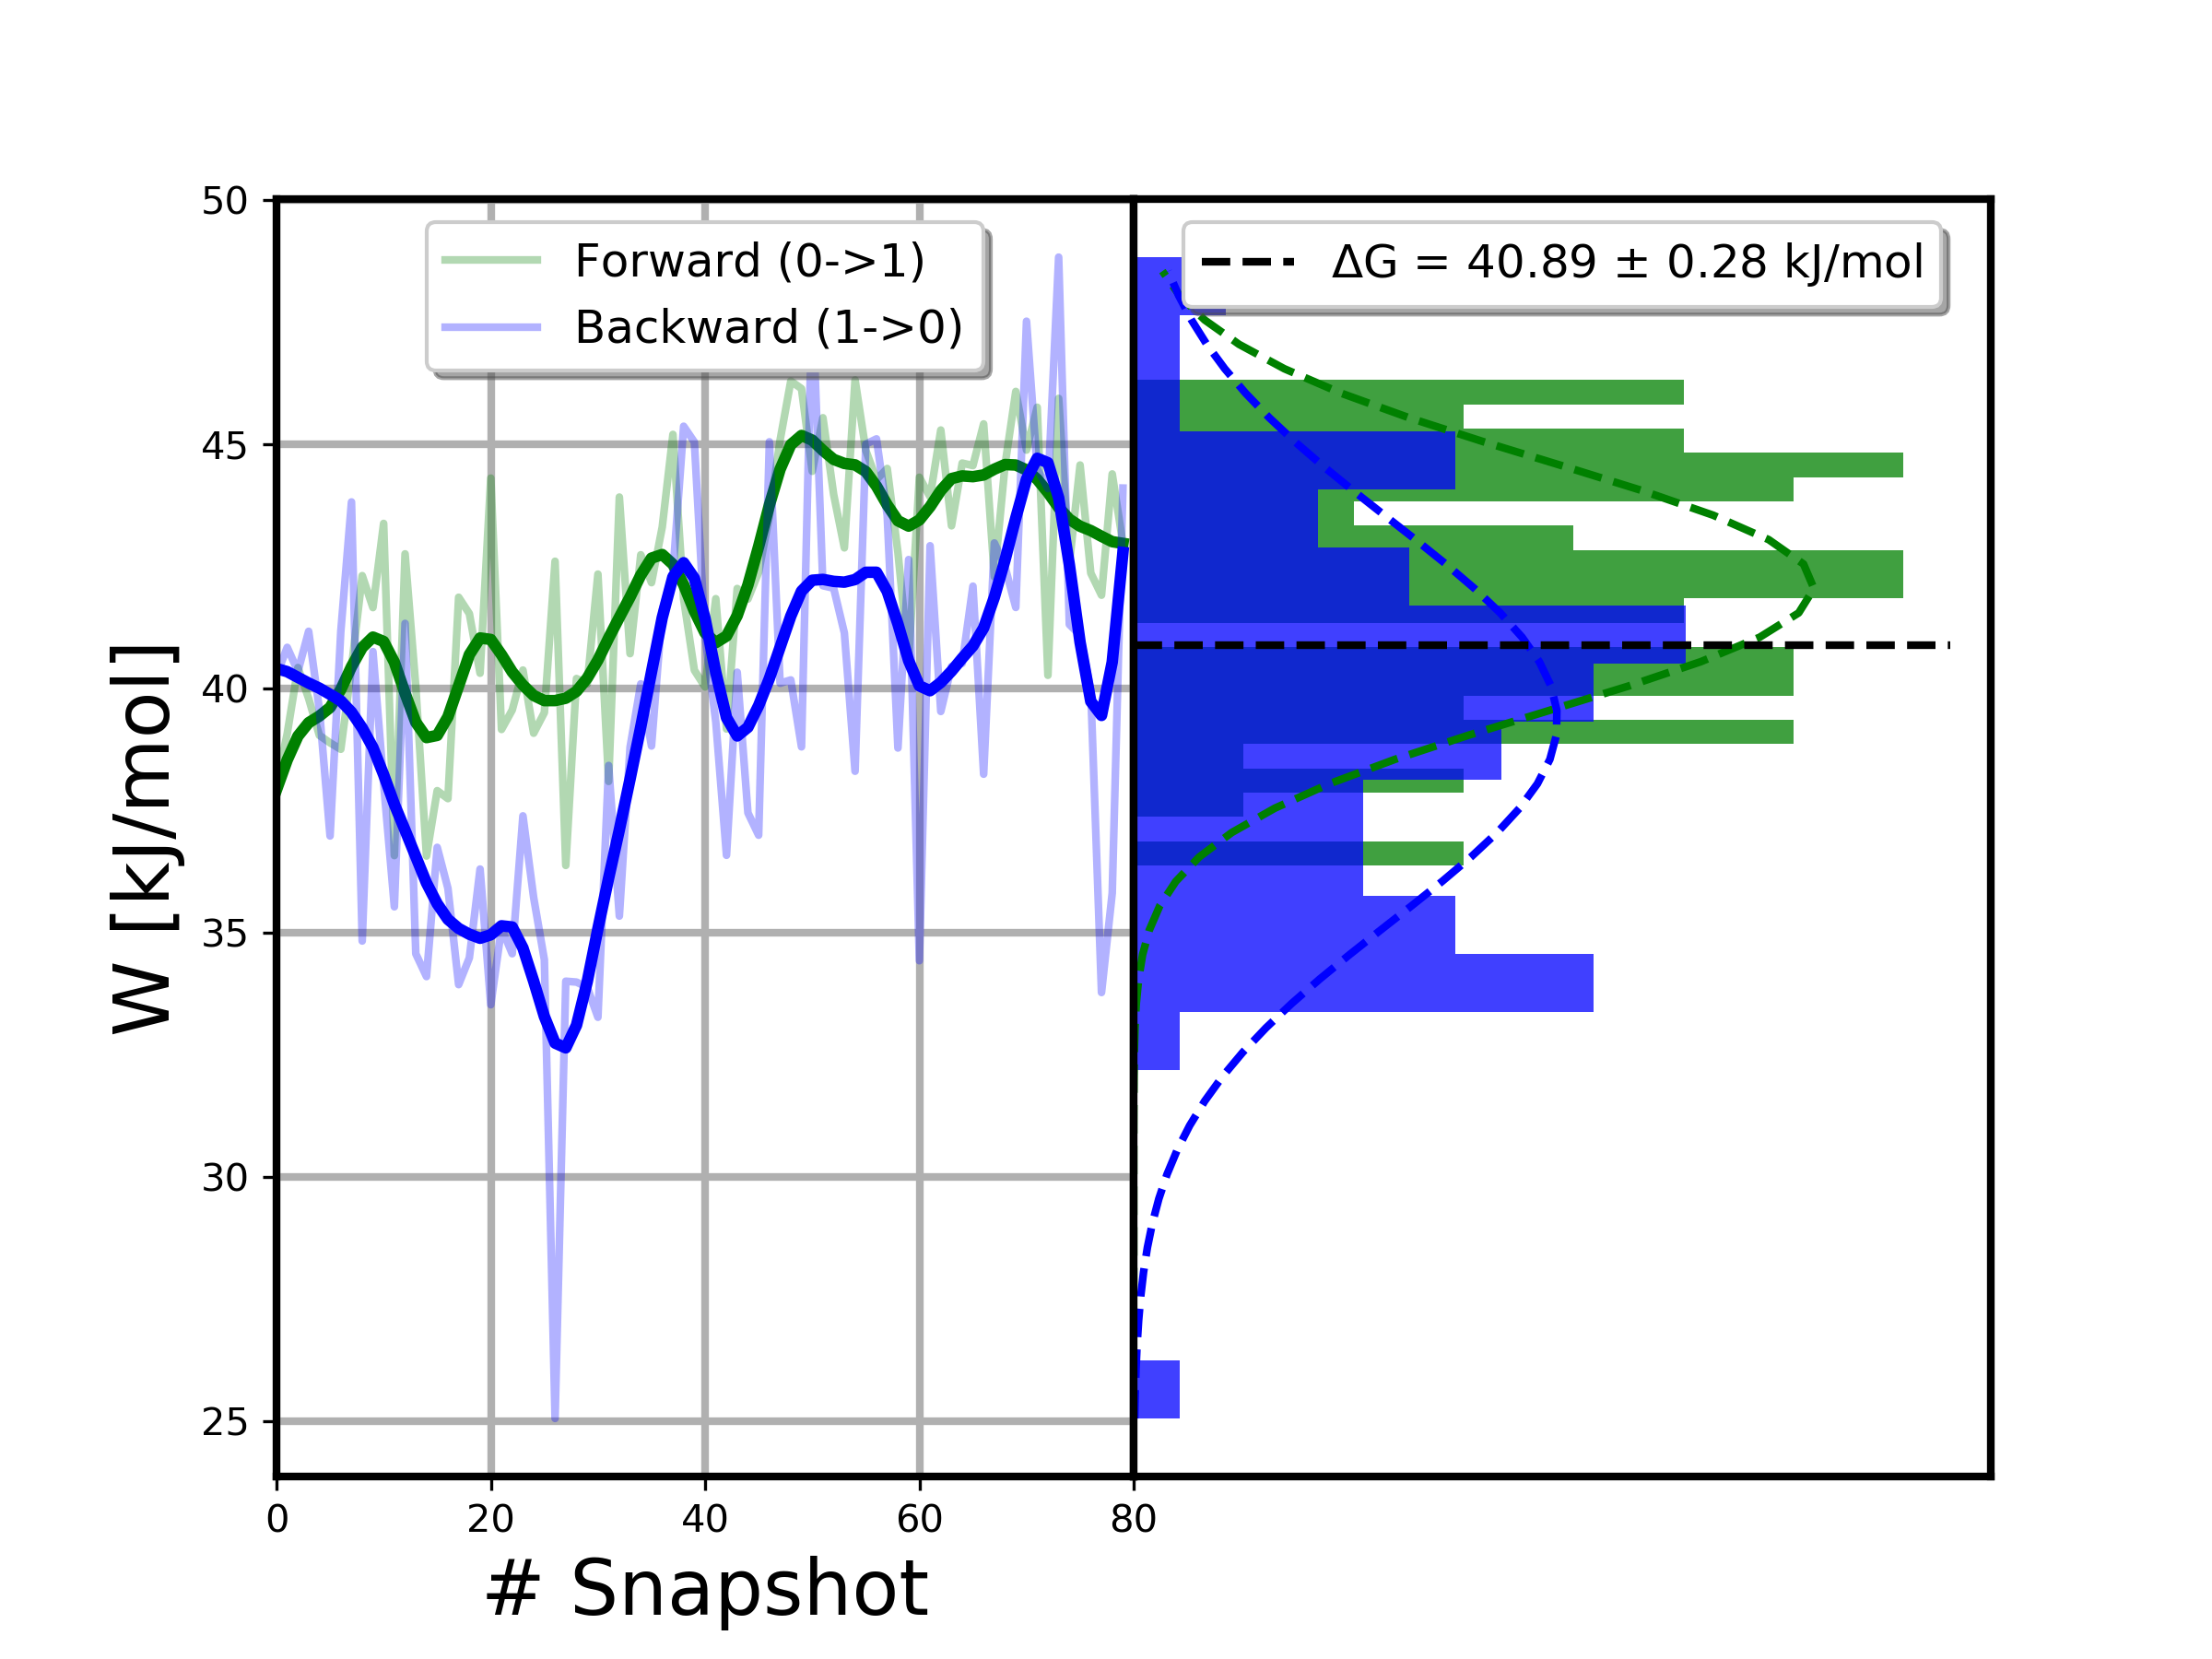 50
45
40
35
30
25
W [kJ/mol]
0 20 40 60 80
# Snapshot
Forward (0->1)
Backward (1->0)
ΔG = 40.89 ± 0.28 kJ/mol